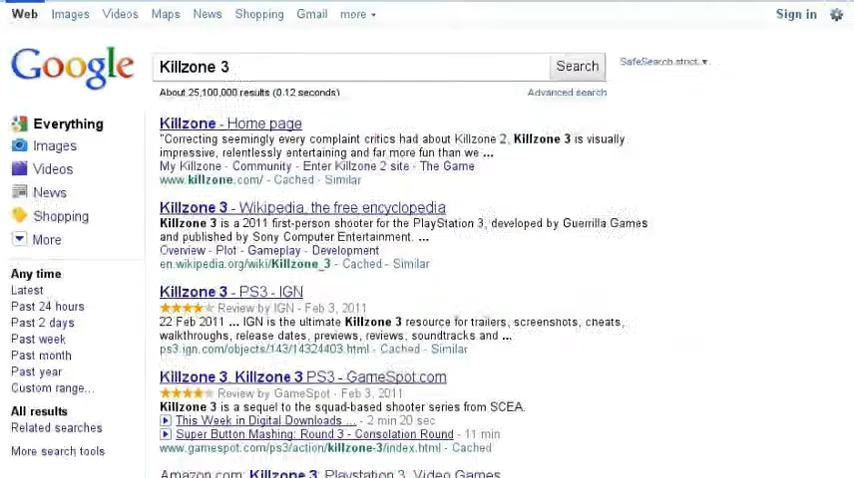 Web Images Videos Maps News Shopping Gmail more Sign in
Google
Killzone 3 Search SafeSearch strict
About 25,100,000 results (0.12 seconds) Advanced search
Everything
Images
Videos
News
Shopping
More
Any time
Latest
Past 24 hours
Past 2 days
Past week
Past month
Past year
Custom range...
All results
Related searches
More search tools
Killzone - Home page
"Correcting seemingly every complaint critics had about Killzone 2, Killzone 3 is visually
impressive, relentlessly entertaining and far more fun than we ...
My Killzone - Community - Enter Killzone 2 site - The Game
www.killzone.com/ - Cached - Similar
Killzone 3 - Wikipedia, the free encyclopedia
Killzone 3 is a 2011 first-person shooter for the PlayStation 3, developed by Guerrilla Games
and published by Sony Computer Entertainment. ...
Overview - Plot - Gameplay - Development
en.wikipedia.org/wiki/Killzone_3 - Cached - Similar
Killzone 3 - PS3 - IGN
Review by IGN - Feb 3, 2011
22 Feb 2011 ... IGN is the ultimate Killzone 3 resource for trailers, screenshots, cheats,
walkthroughs, release dates, previews, reviews, soundtracks and ...
ps3.ign.com/objects/143/14324403.html - Cached - Similar
Killzone 3, Killzone 3 PS3 - GameSpot.com
Review by GameSpot - Feb 3, 2011
Killzone 3 is a sequel to the squad-based shooter series from SCEA.
This Week in Digital Downloads ... - 2 min 20 sec
Super Button Mashing: Round 3 - Consolation Round - 11 min
www.gamespot.com/ps3/action/killzone-3/index.html - Cached
Amazon.com: Killzone 3: Playstation 3: Video Games